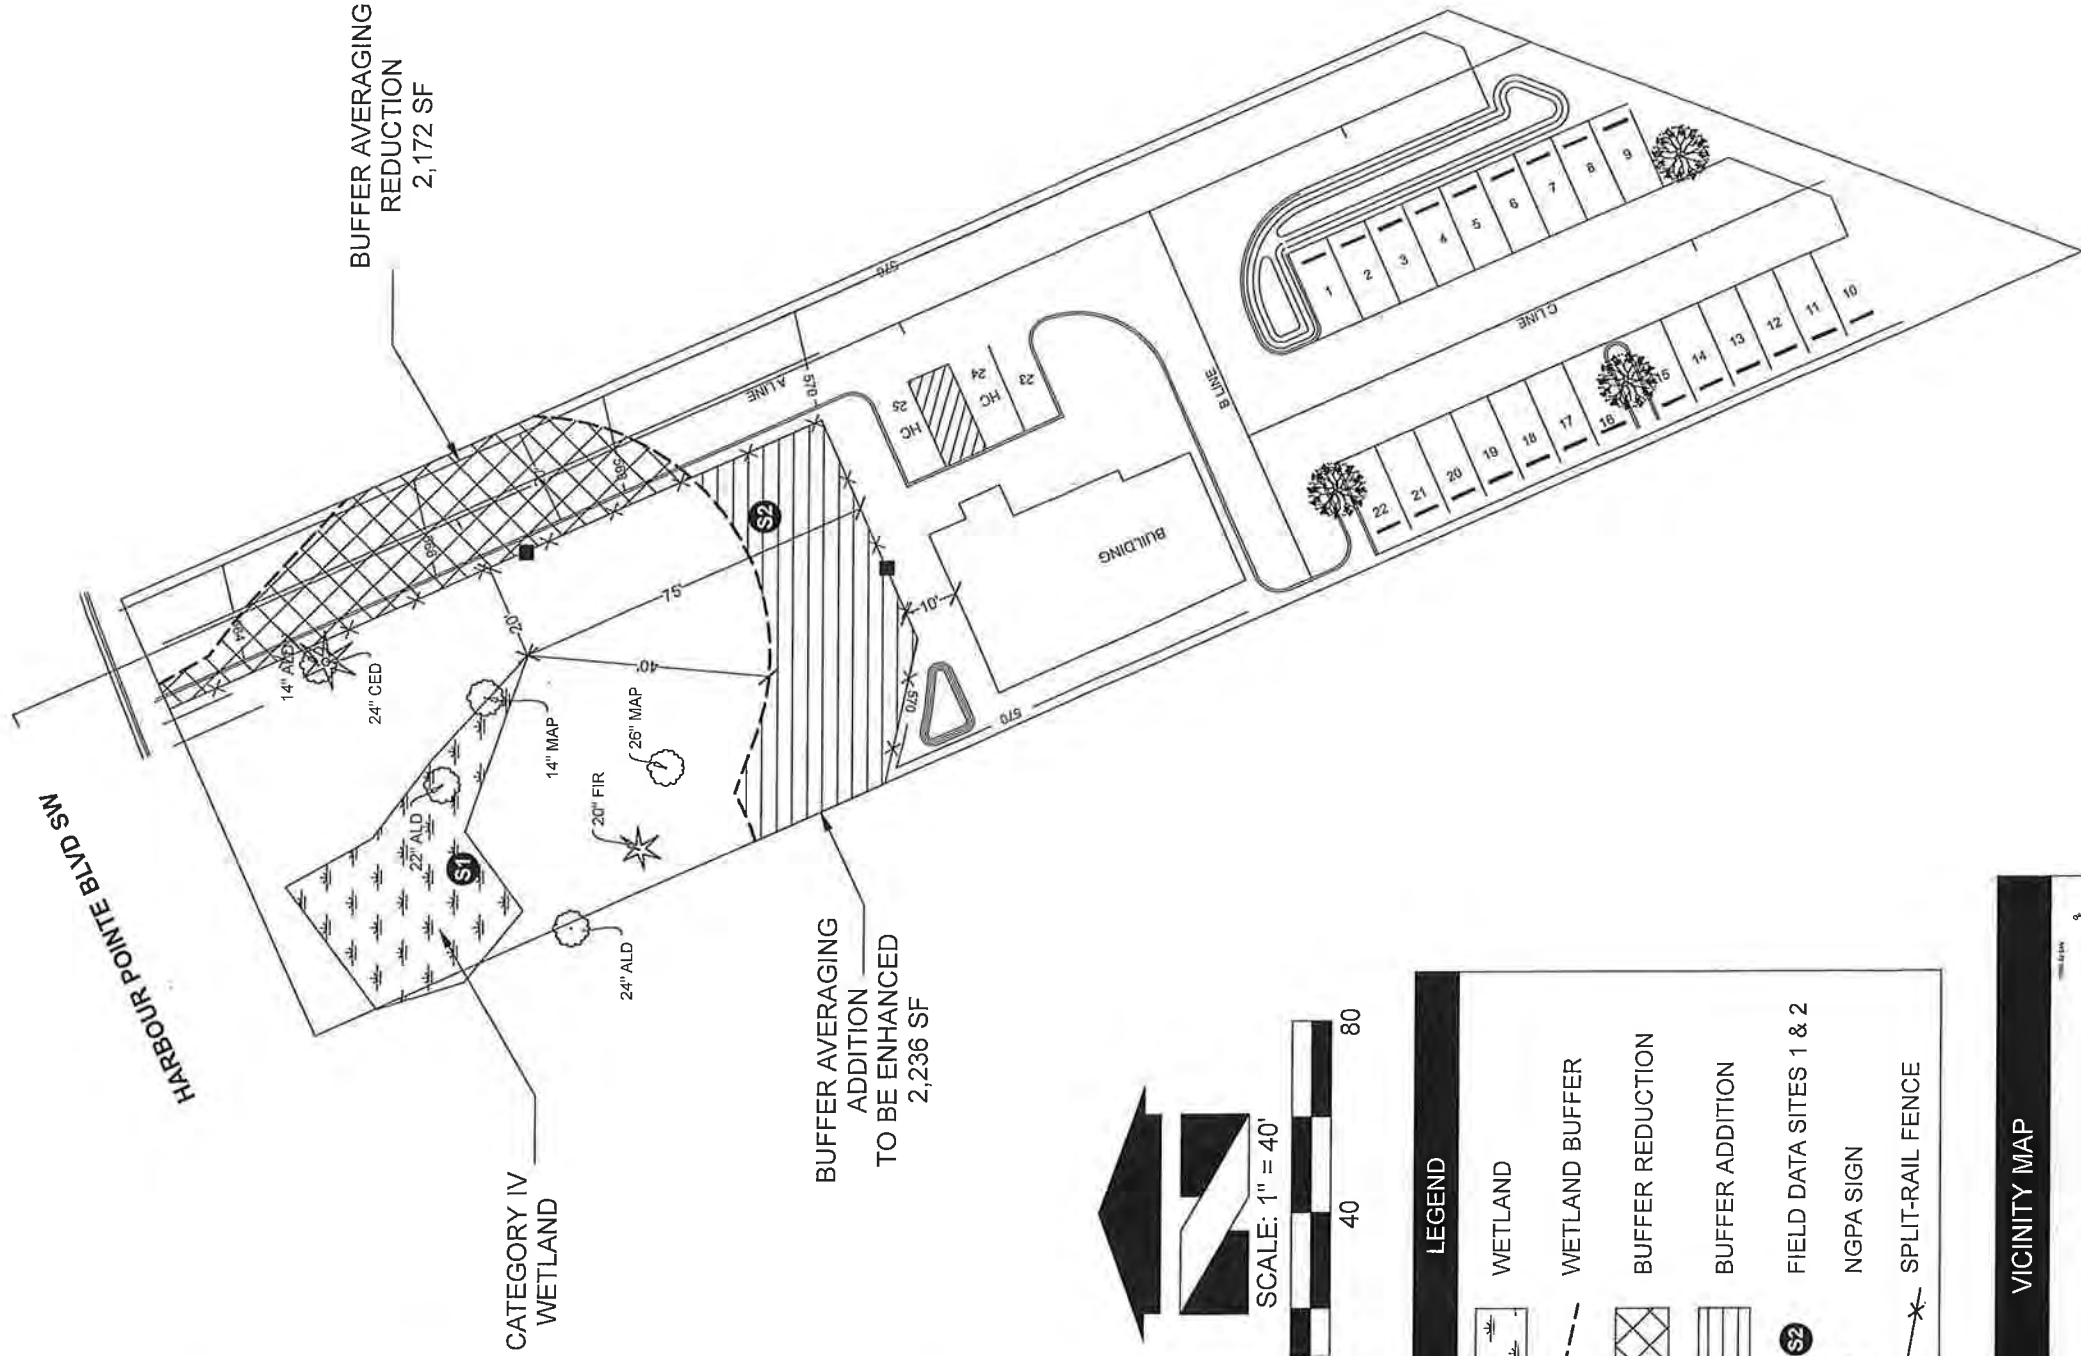 HARBOUR POINTE BLVD SW
BUFFER AVERAGING
REDUCTION
2,172 SF
14" ALD
24" CED
22" ALD
14" MAP
26" MAP
20" FIR
24" ALD
S1
S2
20'
40'
75'
10'
570
570
570
A LINE
B LINE
C LINE
BUILDING
HC 25
HC 24
23
1
2
3
4
5
6
7
8
9
10
11
12
13
14
15
16
17
18
19
20
21
22
CATEGORY IV
WETLAND
BUFFER AVERAGING
ADDITION
TO BE ENHANCED
2,236 SF
SCALE: 1" = 40'
40
80
LEGEND
WETLAND
WETLAND BUFFER
BUFFER REDUCTION
BUFFER ADDITION
S2 FIELD DATA SITES 1 & 2
NGPA SIGN
SPLIT-RAIL FENCE
VICINITY MAP